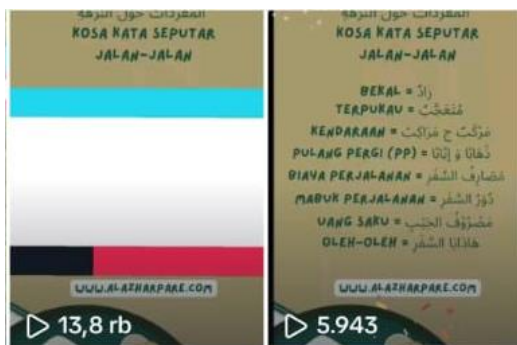 المفردات حول النزهة
KOSA KATA SEPUTAR
JALAN-JALAN
WWW.ALAZHARPARE.COM
13,8 rb
المفردات حول النزهة
KOSA KATA SEPUTAR
JALAN-JALAN
BEKAL = زادٌ
TERPUKAU = مُتَعَجِّبٌ
KENDARAAN = مَرْكَبٌ ج مَرَاكِبُ
PULANG PERGI (PP) = ذَهَابًا وَ إِيَابًا
BIAYA PERJALANAN = مَصَارِفُ السَّفَرِ
MABUK PERJALANAN = دُوَارُ السَّفَرِ
UANG SAKU = مَصْرُوْفُ الجَيْبِ
OLEH-OLEH = هَدَايَا السَّفَرِ
WWW.ALAZHARPARE.COM
5.943